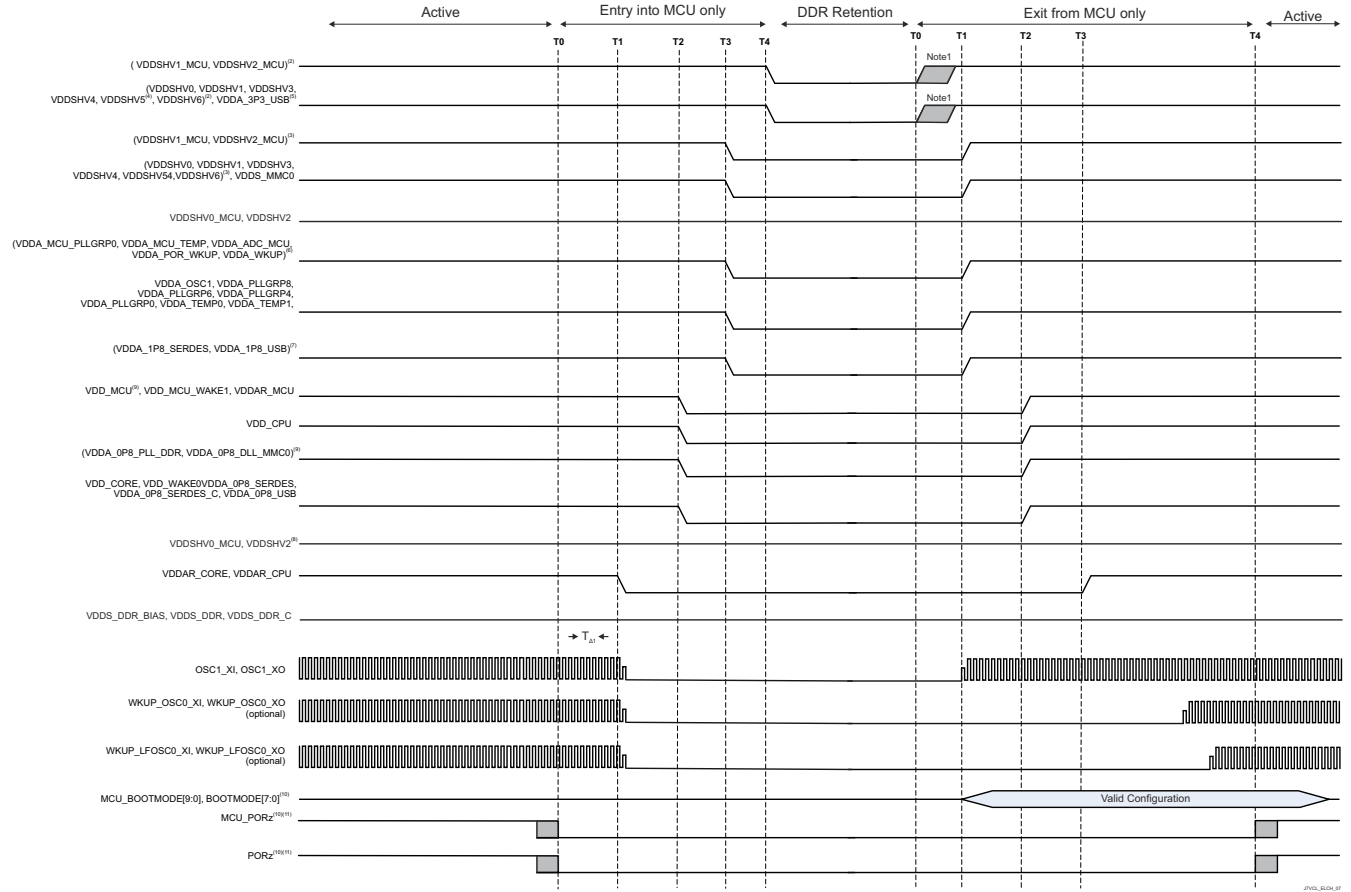 Active Entry into MCU only DDR Retention Exit from MCU only Active
T0 T1 T2 T3 T4 T0 T1 T2 T3 T4
( VDDSHV1_MCU, VDDSHV2_MCU)(2)
Note1
(VDDSHV0, VDDSHV1, VDDSHV3,
VDDSHV4, VDDSHV5(4), VDDSHV6)(2), VDDA_3P3_USB(5)
Note1
(VDDSHV1_MCU, VDDSHV2_MCU)(3)
(VDDSHV0, VDDSHV1, VDDSHV3,
VDDSHV4, VDDSHV54,VDDSHV6)(3), VDDS_MMC0
VDDSHV0_MCU, VDDSHV2
(VDDA_MCU_PLLGRP0, VDDA_MCU_TEMP, VDDA_ADC_MCU,
VDDA_POR_WKUP, VDDA_WKUP)(6)
VDDA_OSC1, VDDA_PLLGRP8,
VDDA_PLLGRP6, VDDA_PLLGRP4,
VDDA_PLLGRP0, VDDA_TEMP0, VDDA_TEMP1,
(VDDA_1P8_SERDES, VDDA_1P8_USB)(7)
VDD_MCU(9), VDD_MCU_WAKE1, VDDAR_MCU
VDD_CPU
(VDDA_0P8_PLL_DDR, VDDA_0P8_DLL_MMC0)(9)
VDD_CORE, VDD_WAKE0VDDA_0P8_SERDES,
VDDA_0P8_SERDES_C, VDDA_0P8_USB
VDDSHV0_MCU, VDDSHV2(8)
VDDAR_CORE, VDDAR_CPU
VDDS_DDR_BIAS, VDDS_DDR, VDDS_DDR_C
TΔ1
OSC1_XI, OSC1_XO
WKUP_OSC0_XI, WKUP_OSC0_XO
(optional)
WKUP_LFOSC0_XI, WKUP_LFOSC0_XO
(optional)
MCU_BOOTMODE[9:0], BOOTMODE[7:0](10)
Valid Configuration
MCU_PORz(10)(11)
PORz(10)(11)
J7VCL_ELCH_07